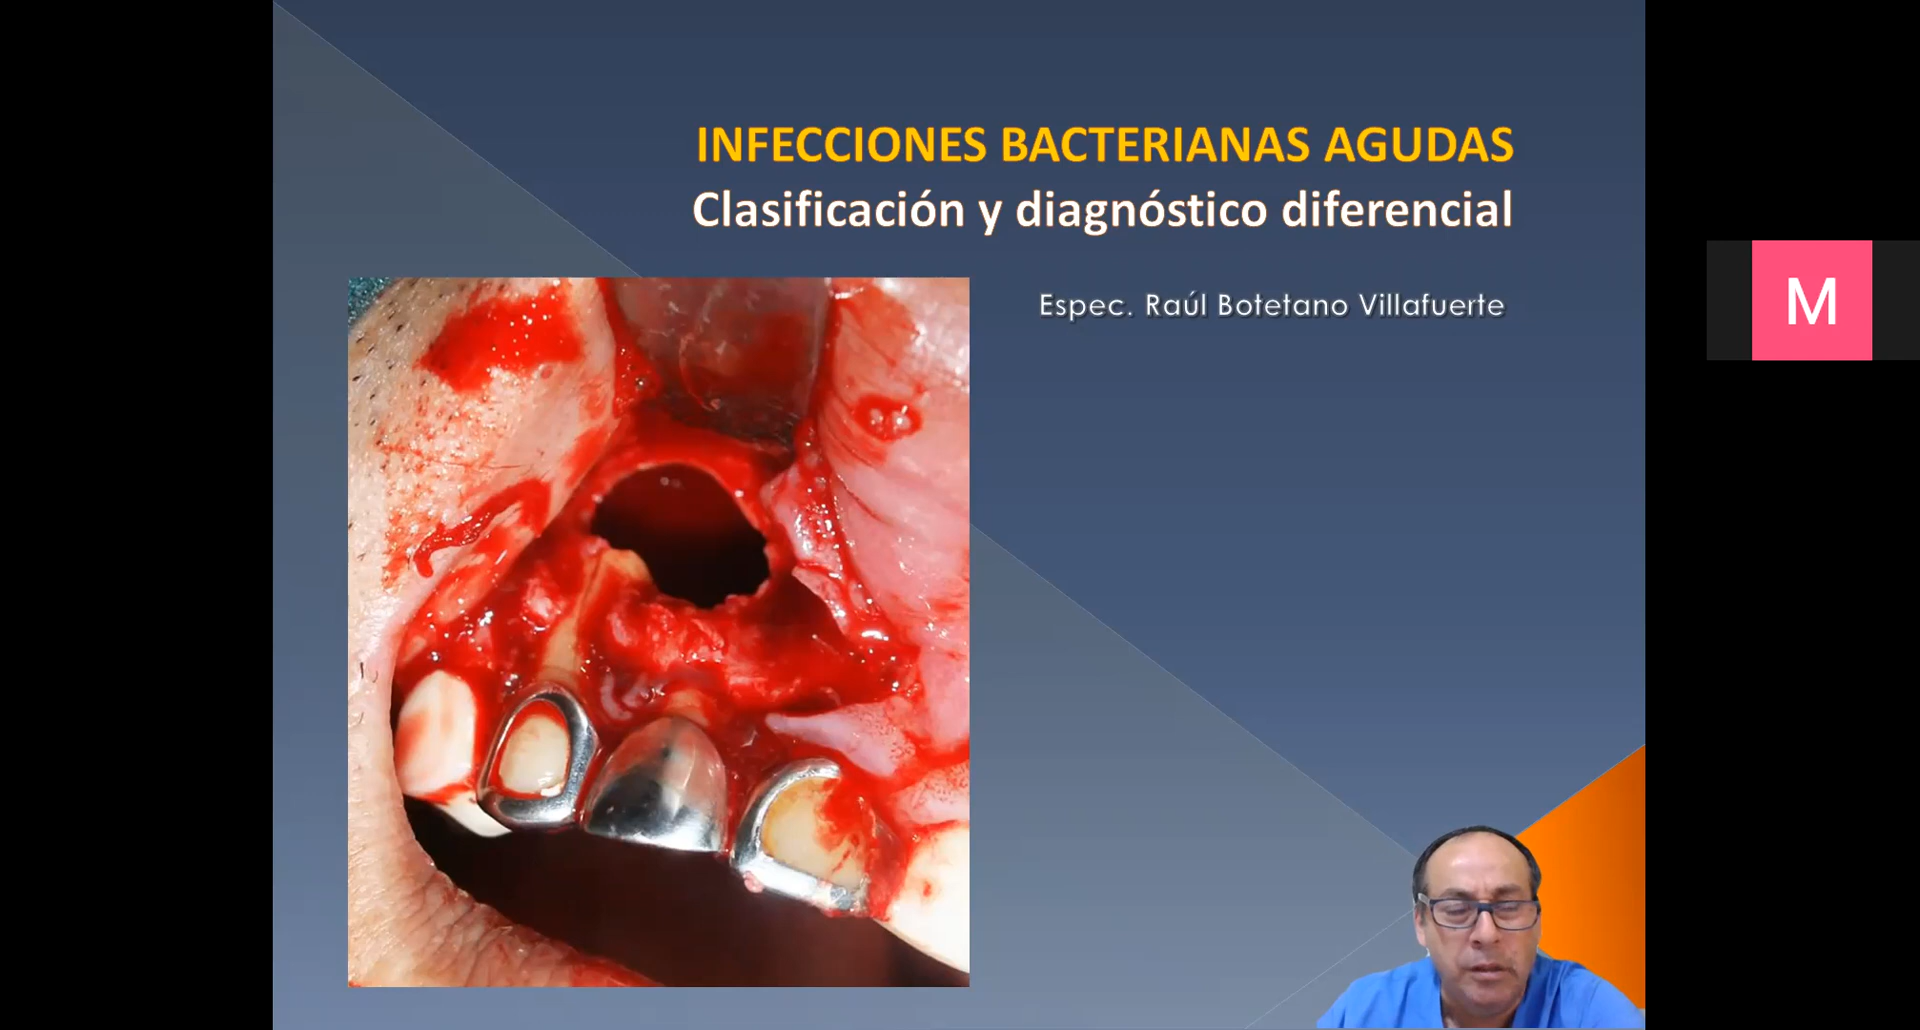 INFECCIONES BACTERIANAS AGUDAS
Clasificación y diagnóstico diferencial
Espec. Raúl Botetano Villafuerte
M